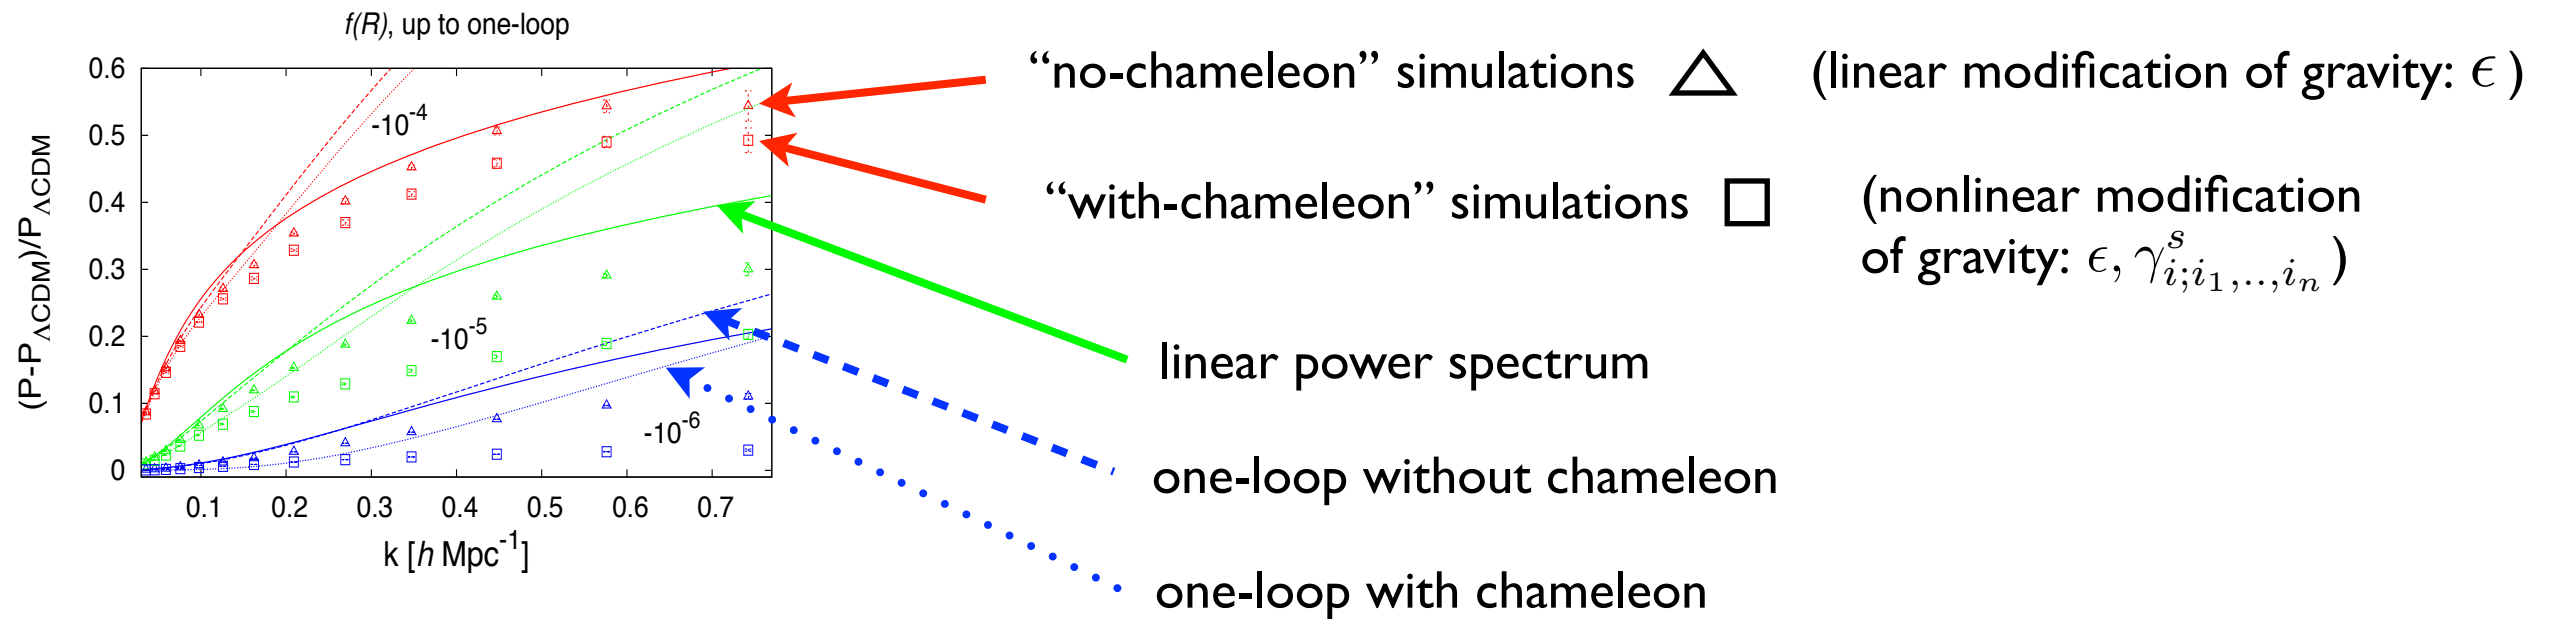 f(R), up to one-loop
(P-P_ΛCDM)/P_ΛCDM
0.6
0.5
0.4
0.3
0.2
0.1
0
-10^-4
-10^-5
-10^-6
0.1 0.2 0.3 0.4 0.5 0.6 0.7
k [h Mpc^-1]
“no-chameleon” simulations △ (linear modification of gravity: ϵ )
“with-chameleon” simulations □ (nonlinear modification
of gravity: ϵ, γ^s_{i;i_1,..,i_n} )
linear power spectrum
one-loop without chameleon
one-loop with chameleon